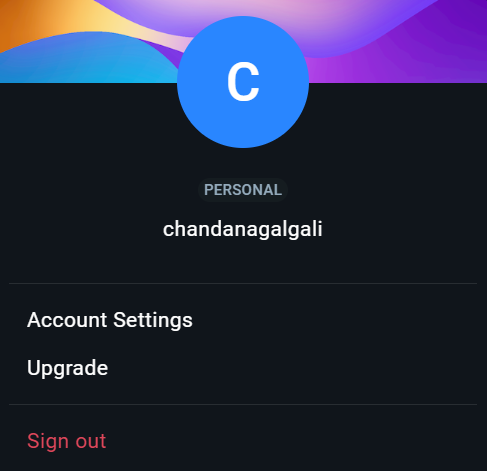 C
PERSONAL
chandanagalgali
Account Settings
Upgrade
Sign out